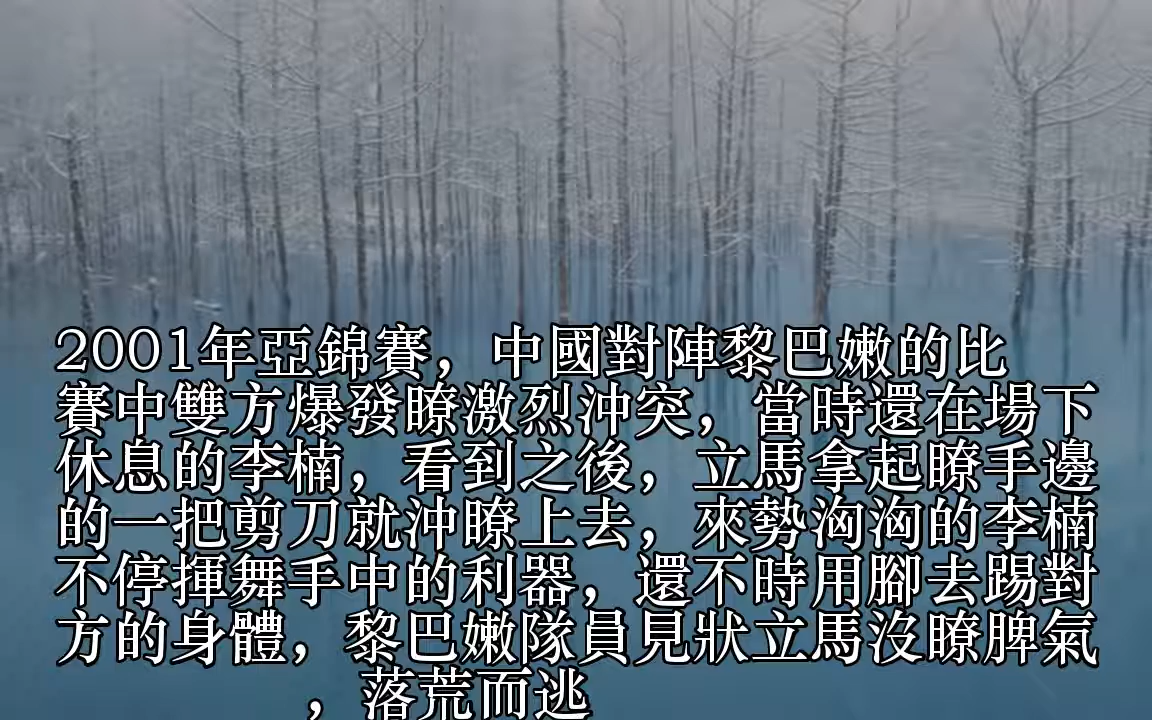 2001年亞錦賽，中國對陣黎巴嫩的比
賽中雙方爆發瞭激烈沖突，當時還在場下
休息的李楠，看到之後，立馬拿起瞭手邊
的一把剪刀就沖瞭上去，來勢洶洶的李楠
不停揮舞手中的利器，還不時用腳去踢對
方的身體，黎巴嫩隊員見狀立馬沒瞭脾氣
，落荒而逃